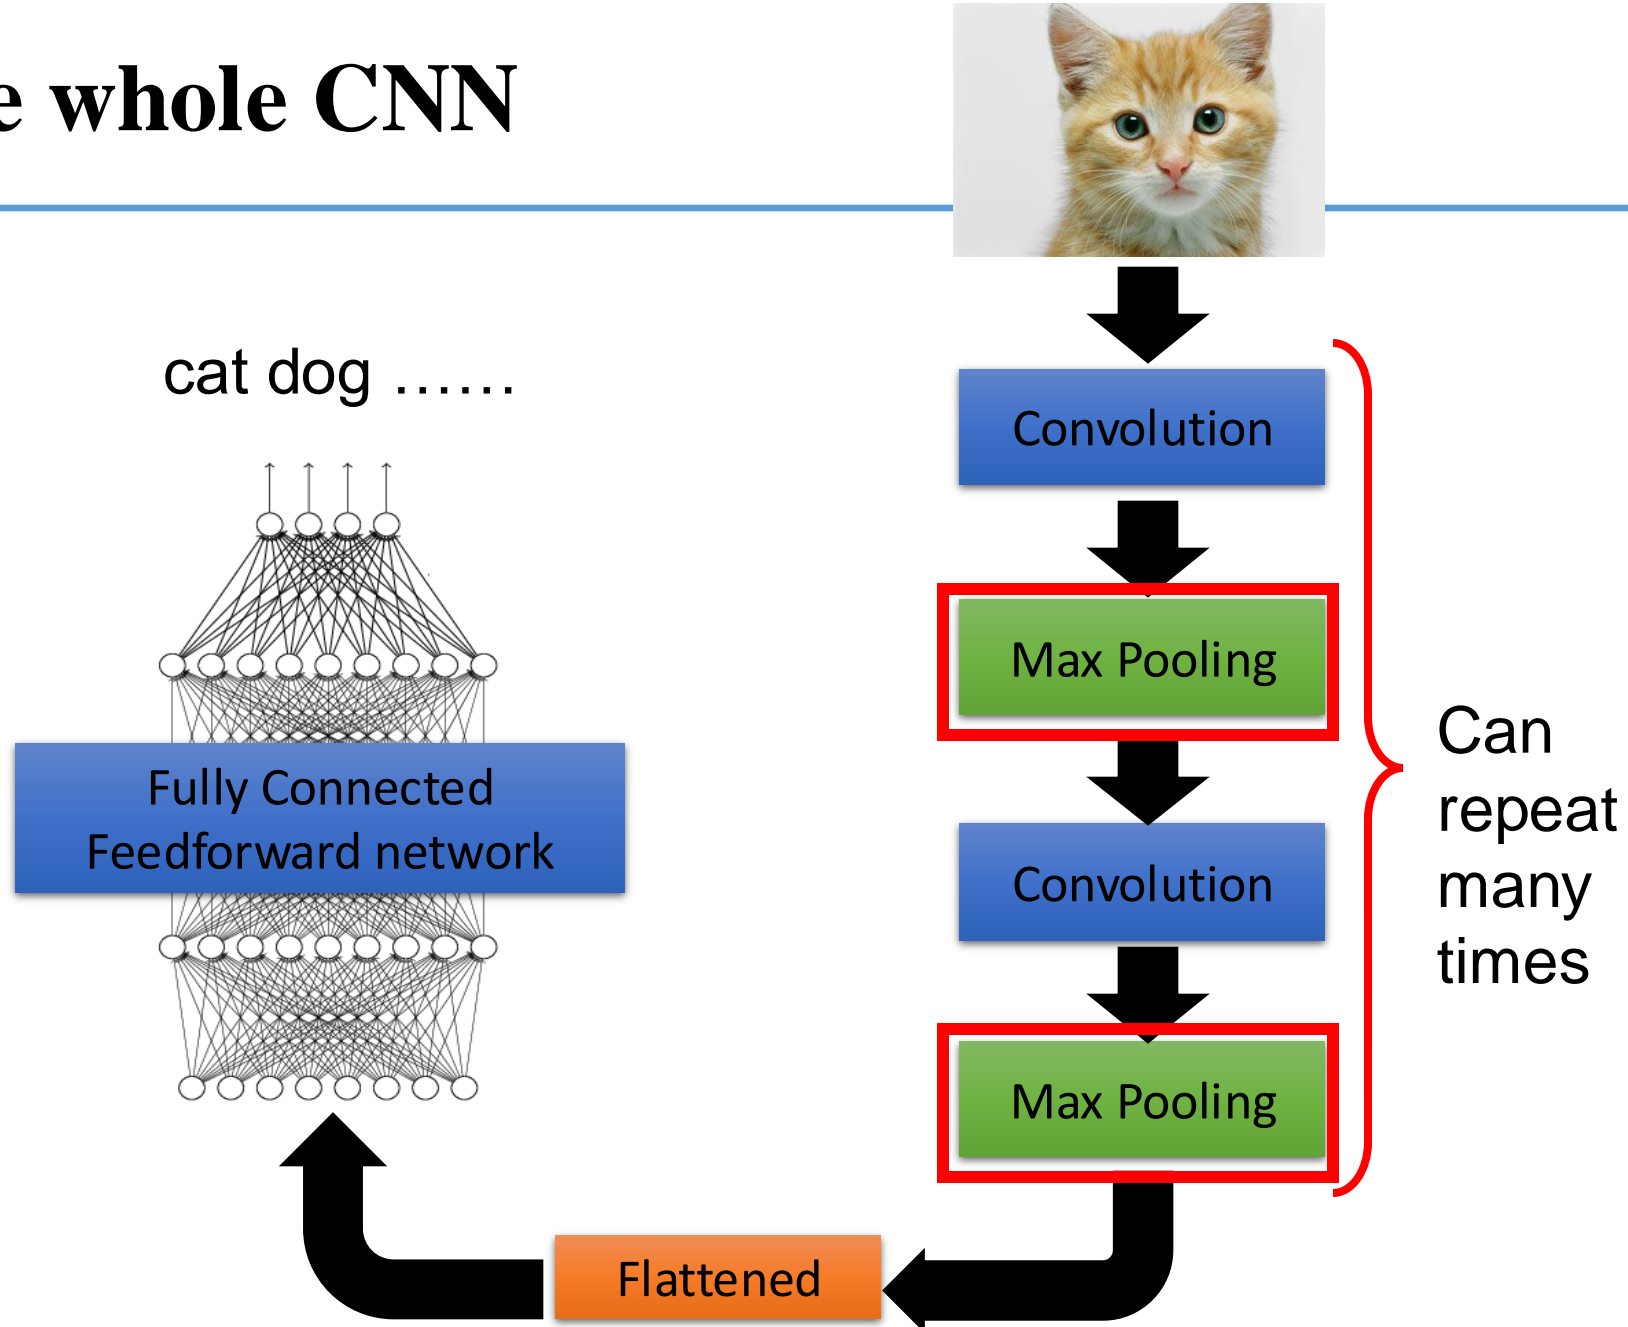 e whole CNN
cat dog ……
Convolution
Max Pooling
Convolution
Max Pooling
Can
repeat
many
times
Flattened
Fully Connected
Feedforward network